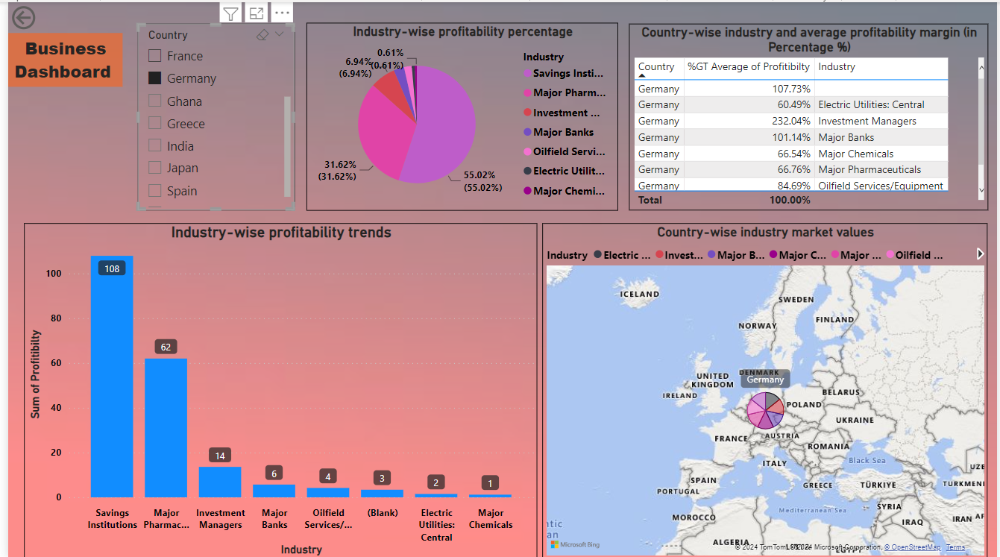 Business
Dashboard
Country
France
Germany
Ghana
Greece
India
Japan
Spain
Industry-wise profitability percentage
0.61%
(0.61%)
6.94%
(6.94%)
31.62%
(31.62%)
55.02%
(55.02%)
Industry
Savings Insti...
Major Pharm...
Investment ...
Major Banks
Oilfield Servi...
Electric Utilit...
Major Chemi...
Country-wise industry and average profitability margin (in
Percentage %)
Country %GT Average of Profitibilty Industry
Germany 107.73%
Germany 60.49% Electric Utilities: Central
Germany 232.04% Investment Managers
Germany 101.14% Major Banks
Germany 66.54% Major Chemicals
Germany 66.76% Major Pharmaceuticals
Germany 84.69% Oilfield Services/Equipment
Total 100.00%
Industry-wise profitability trends
Sum of Profitibilty
100
80
60
40
20
0
108
62
14
6
4
3
2
1
Savings
Institutions
Major
Pharmac...
Investment
Managers
Major
Banks
Oilfield
Services/...
(Blank)
Electric
Utilities:
Central
Major
Chemicals
Industry
Country-wise industry market values
Industry Electric ... Invest... Major B... Major C... Major ... Oilfield ...
ICELAND
SWEDEN
FINLAND
NORWAY
UNITED
KINGDOM
DENMARK
Germany
IRELAND
BELARUS
POLAND
UKRAINE
FRANCE
AUSTRIA
ROMANIA
ITALY
Black Sea
UZB
SPAIN
PORTUGAL
GREECE
TÜRKIYE
TURKMENI
Mediterranean Sea
SYRIA
MOROCCO
IRAQ
IRAN
AF
ntic
an
ALGERIA
EGYPT
Microsoft Bing
© 2024 TomTom, © 2024 Microsoft Corporation, © OpenStreetMap Terms